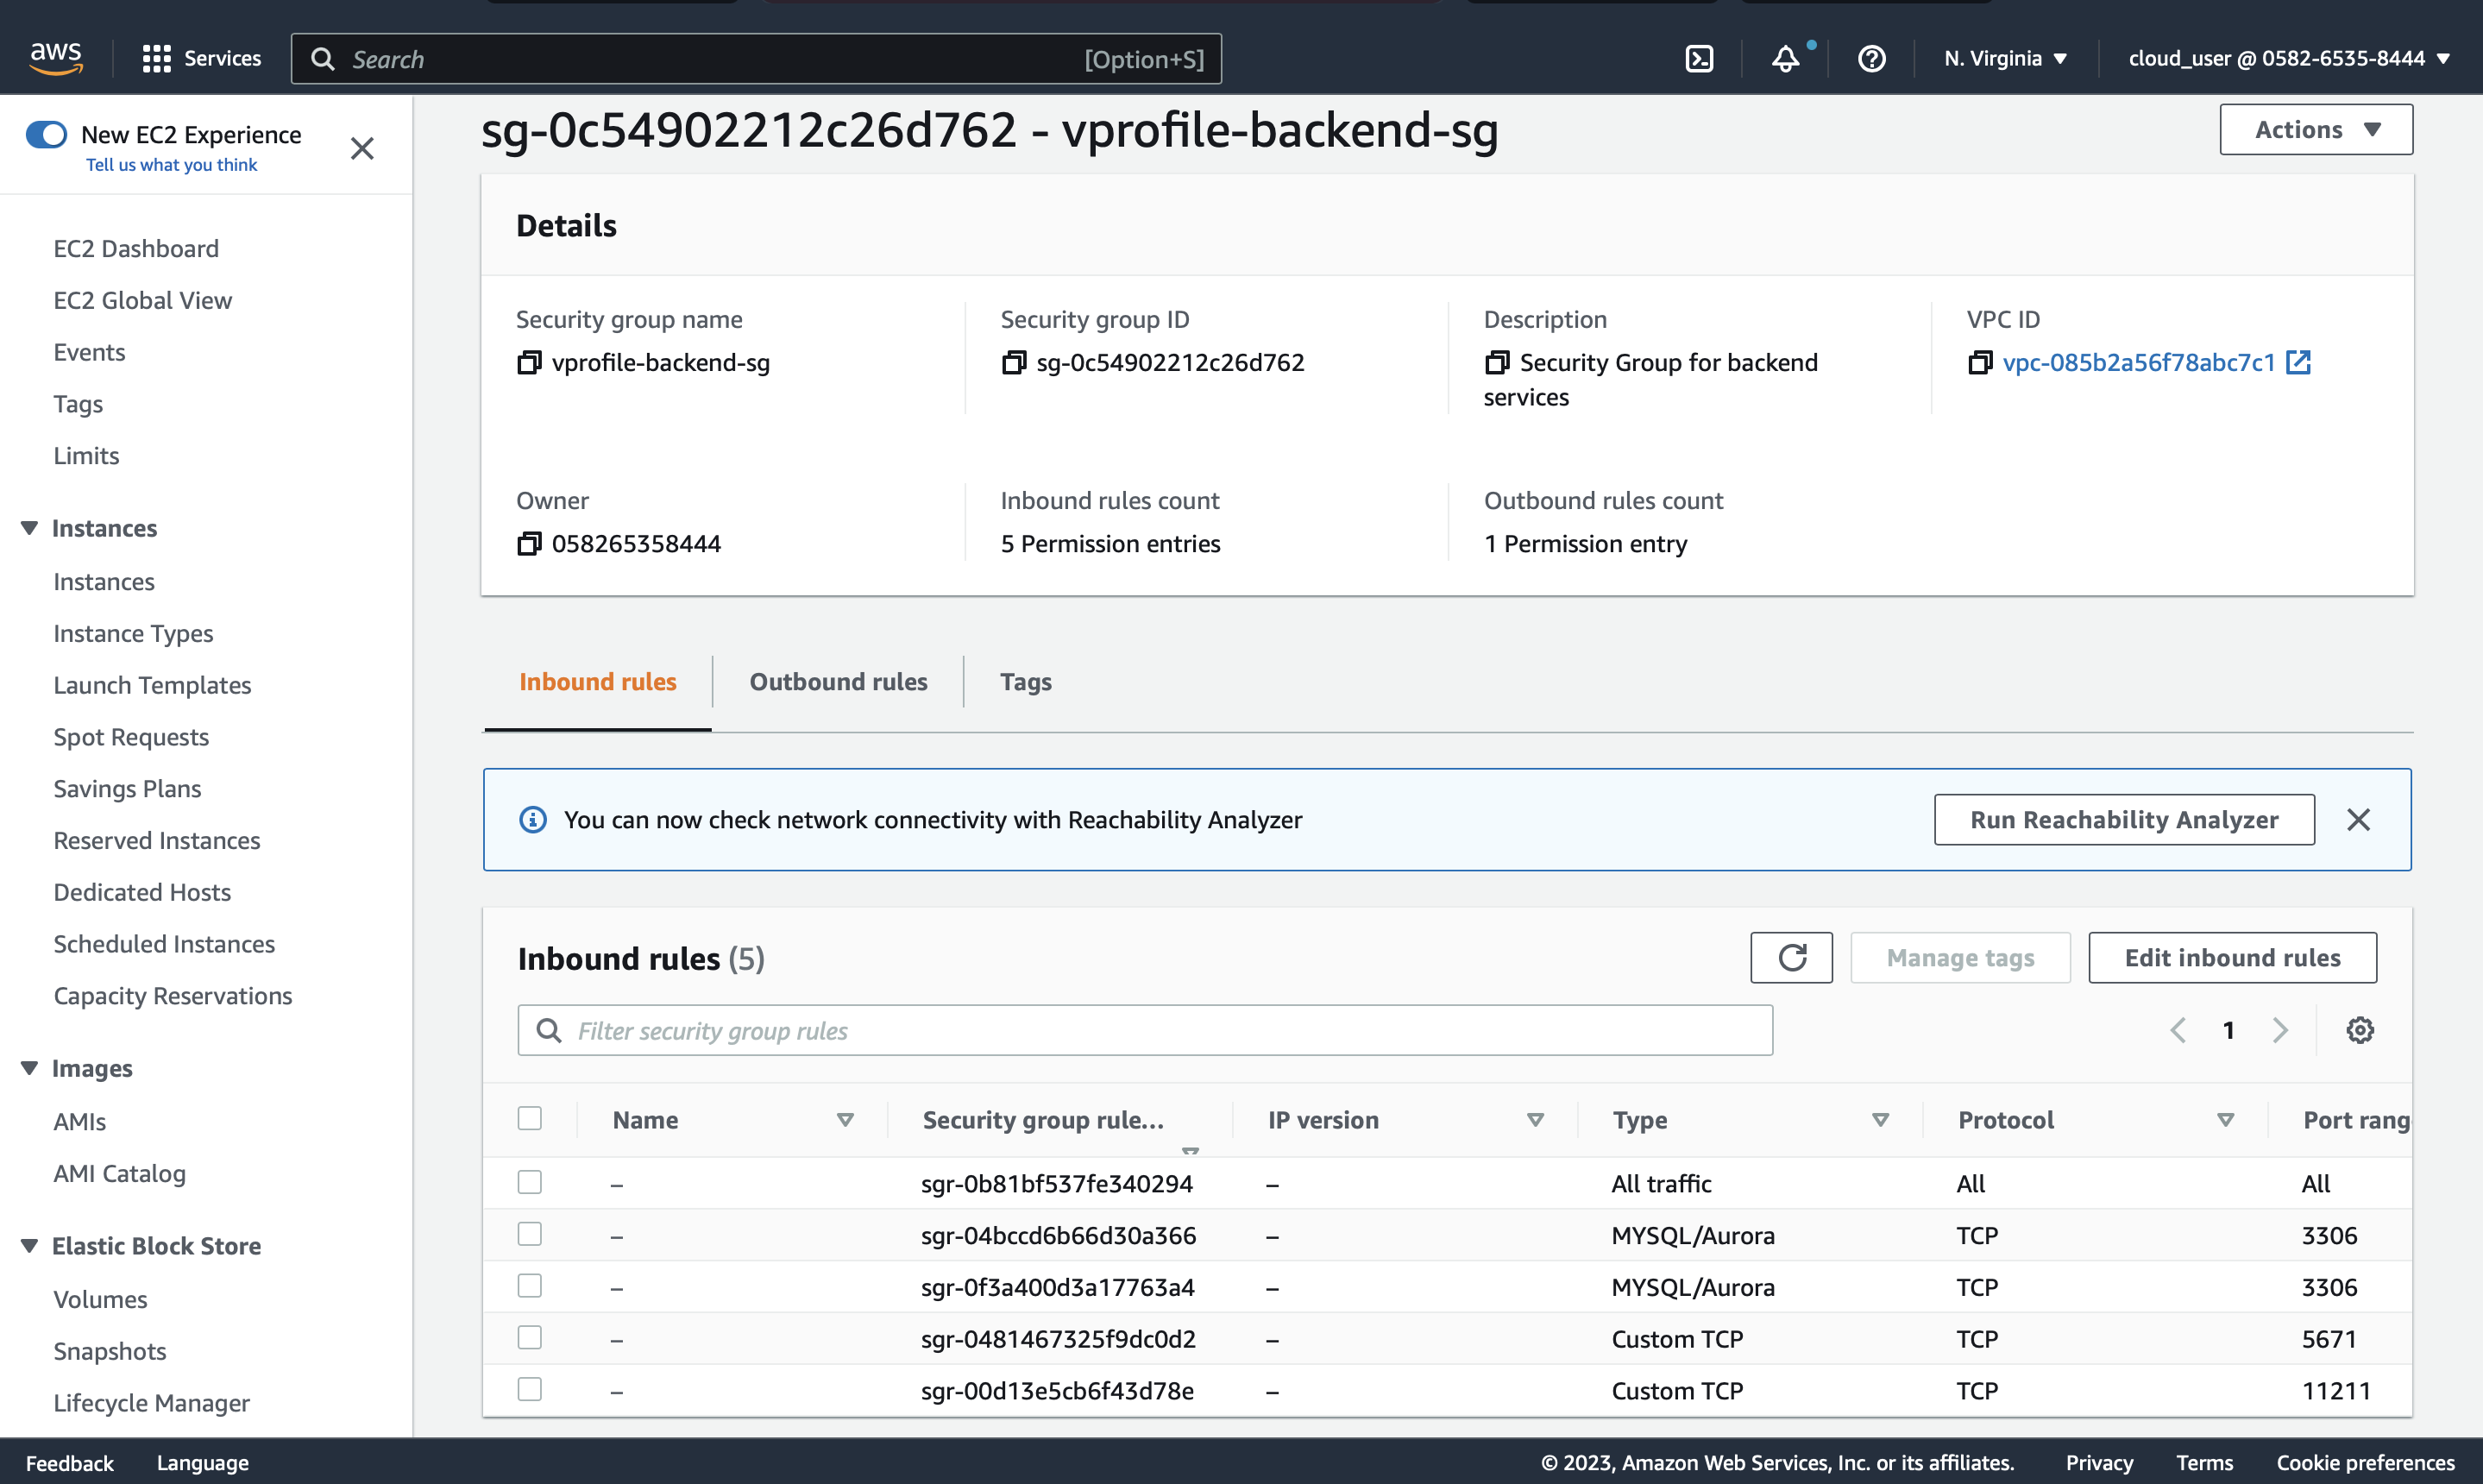 aws Services Search [Option+S] N. Virginia cloud_user @ 0582-6535-8444
New EC2 Experience
Tell us what you think
EC2 Dashboard
EC2 Global View
Events
Tags
Limits
Instances
Instances
Instance Types
Launch Templates
Spot Requests
Savings Plans
Reserved Instances
Dedicated Hosts
Scheduled Instances
Capacity Reservations
Images
AMIs
AMI Catalog
Elastic Block Store
Volumes
Snapshots
Lifecycle Manager
sg-0c54902212c26d762 - vprofile-backend-sg Actions
Details
Security group name Security group ID Description VPC ID
vprofile-backend-sg sg-0c54902212c26d762 Security Group for backend vpc-085b2a56f78abc7c1
services
Owner Inbound rules count Outbound rules count
058265358444 5 Permission entries 1 Permission entry
Inbound rules Outbound rules Tags
You can now check network connectivity with Reachability Analyzer Run Reachability Analyzer
Inbound rules (5) Manage tags Edit inbound rules
Filter security group rules 1
Name Security group rule... IP version Type Protocol Port rang
– sgr-0b81bf537fe340294 – All traffic All All
– sgr-04bccd6b66d30a366 – MYSQL/Aurora TCP 3306
– sgr-0f3a400d3a17763a4 – MYSQL/Aurora TCP 3306
– sgr-0481467325f9dc0d2 – Custom TCP TCP 5671
– sgr-00d13e5cb6f43d78e – Custom TCP TCP 11211
Feedback Language © 2023, Amazon Web Services, Inc. or its affiliates. Privacy Terms Cookie preferences